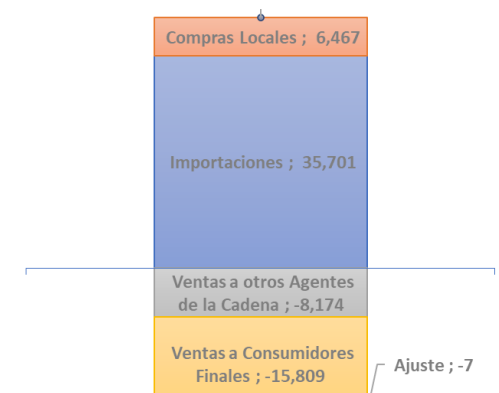 Compras Locales ; 6,467
Importaciones ; 35,701
Ventas a otros Agentes
de la Cadena ; -8,174
Ventas a Consumidores
Finales ; -15,809
Ajuste ; -7